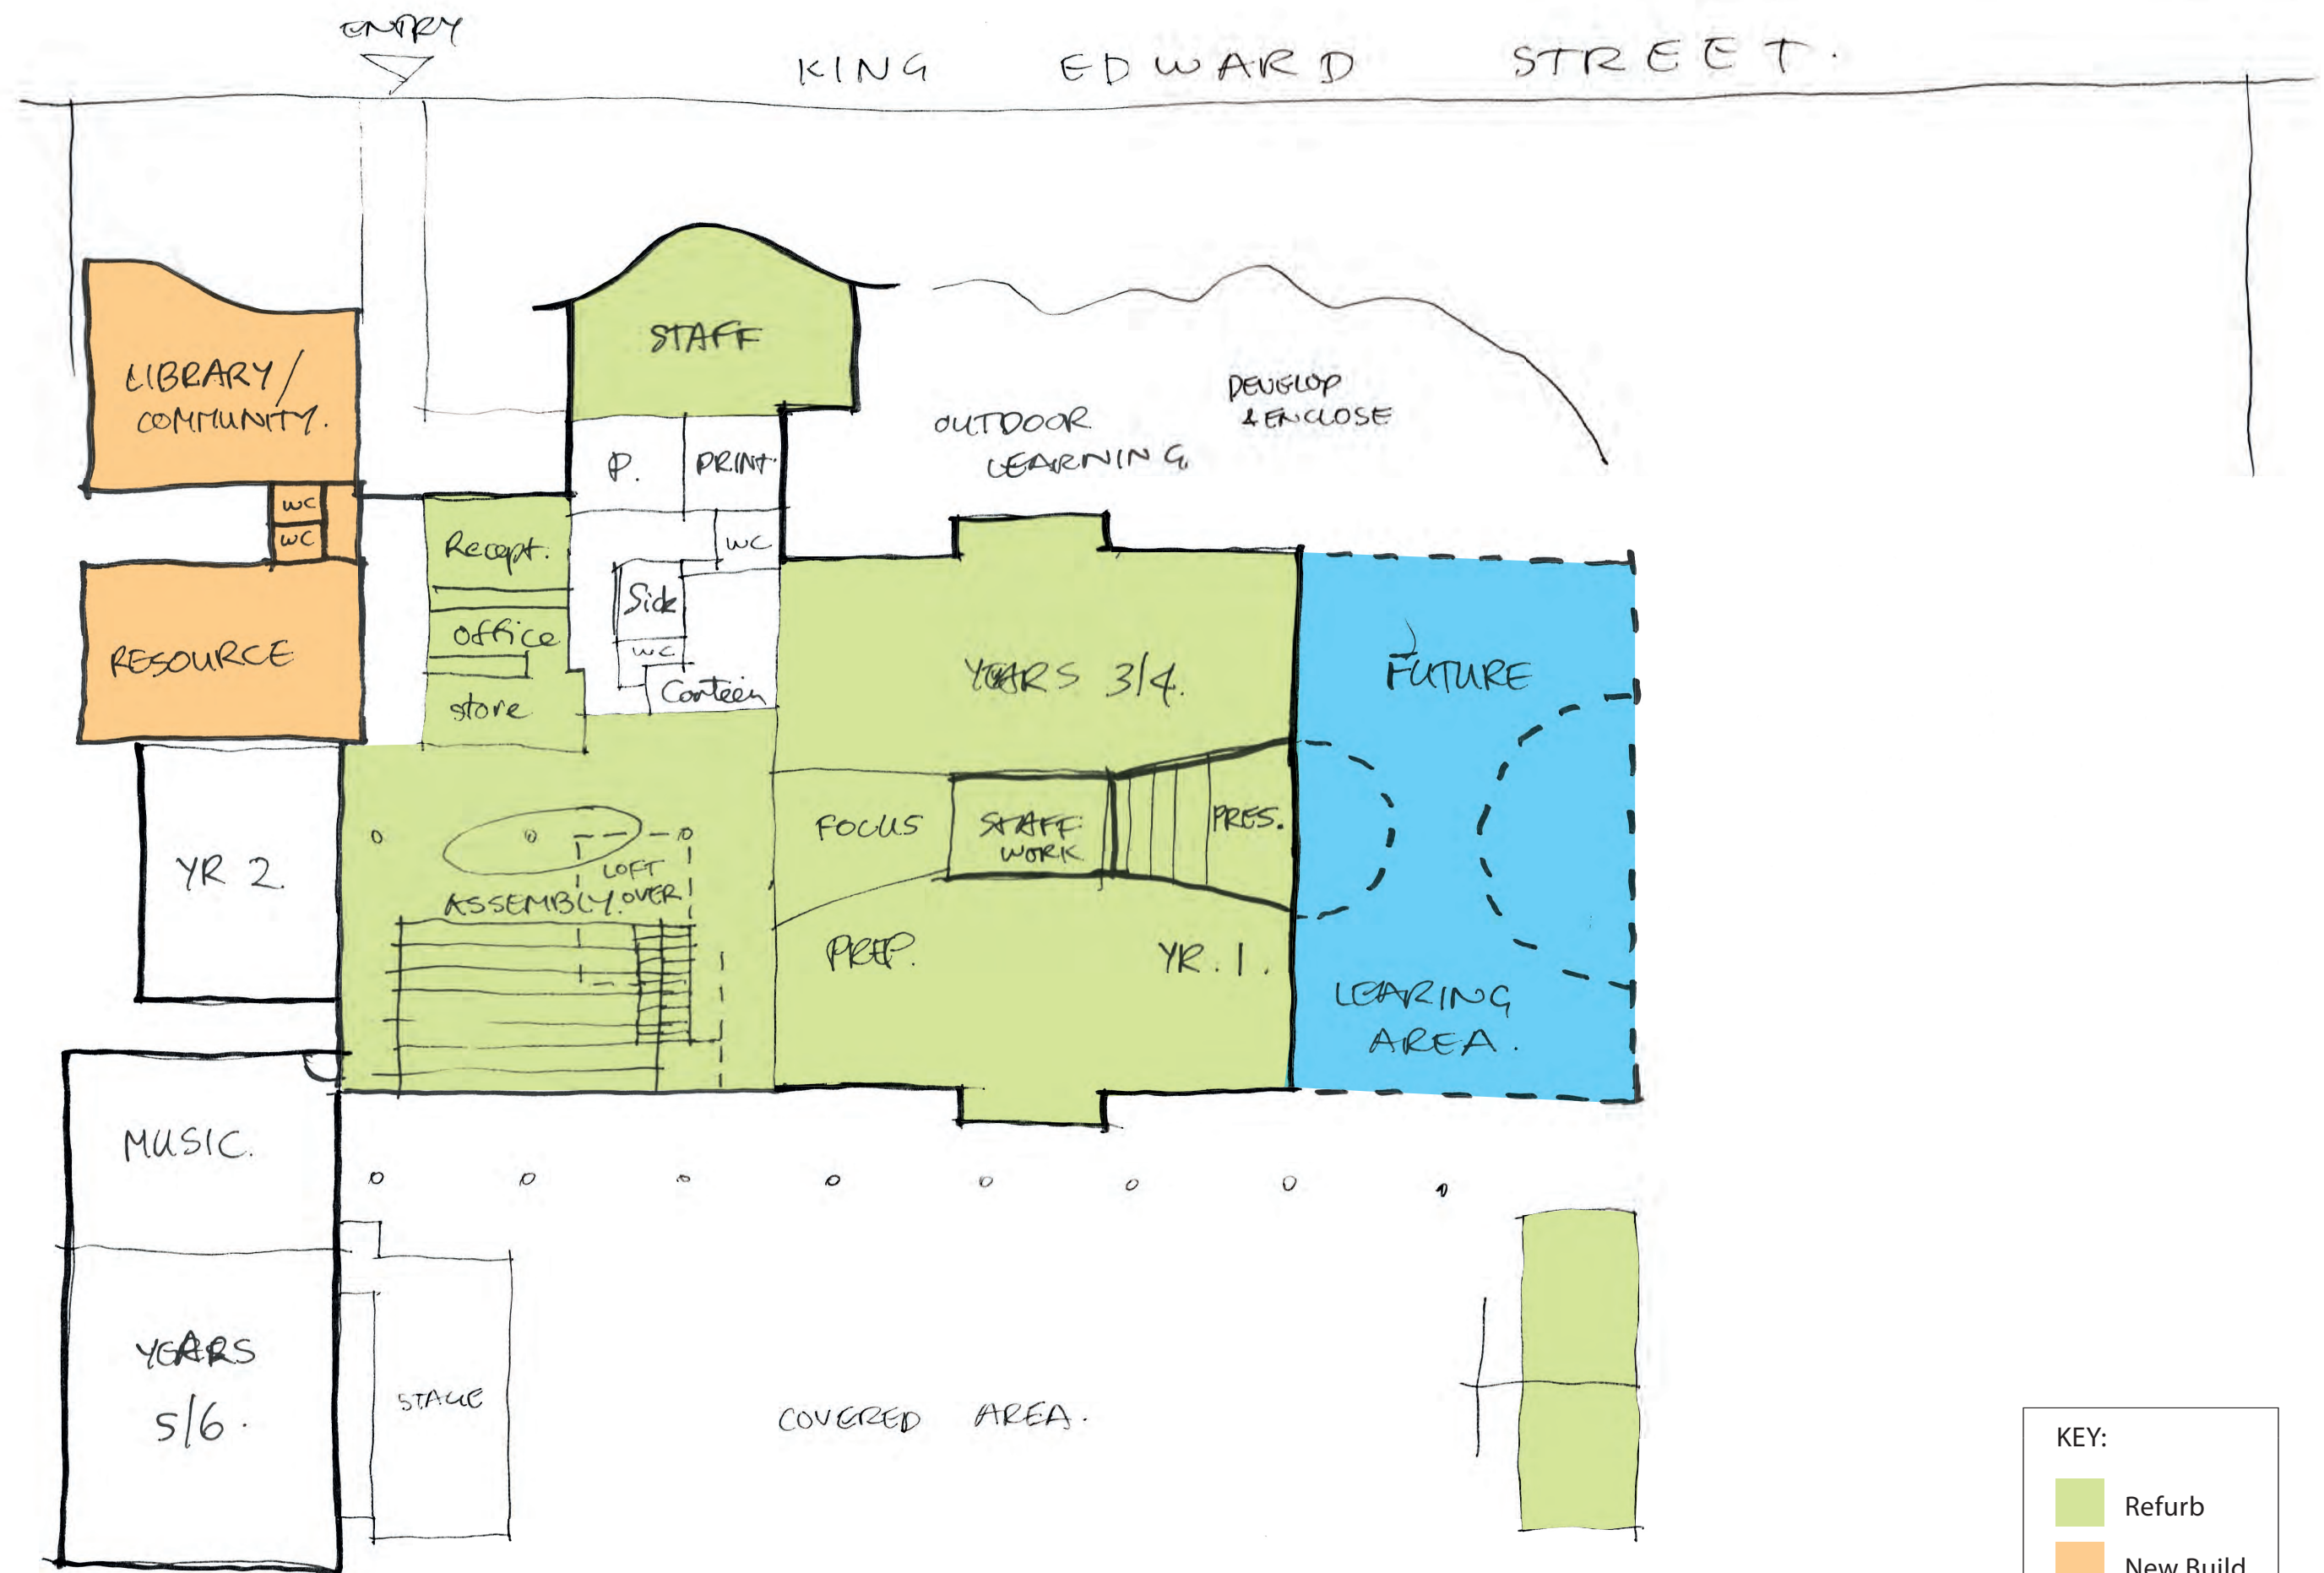 ENTRY
KING EDWARD STREET.
STAFF
LIBRARY/
COMMUNITY.
DEVELOP
& ENCLOSE
OUTDOOR
LEARNING
P.
PRINT.
WC
WC
Recept.
WC
Sick
office
WC
RESOURCE
store
Canteen
YEARS 3/4.
FUTURE
FOCUS
STAFF
WORK
PRES.
YR 2.
LOFT
OVER
ASSEMBLY.
PREP.
YR. 1.
LEARING
AREA.
MUSIC.
YEARS
5/6.
STAGE
COVERED AREA.
KEY:
Refurb
New Build